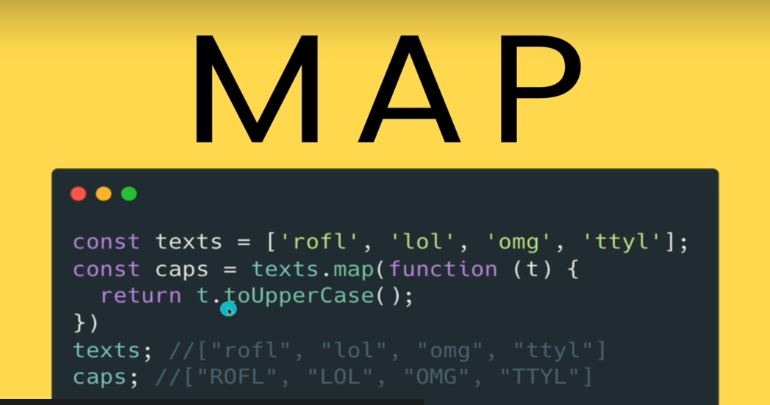 MAP
const texts = ['rofl', 'lol', 'omg', 'ttyl'];
const caps = texts.map(function (t) {
  return t.toUpperCase();
})
texts; //["rofl", "lol", "omg", "ttyl"]
caps; //["ROFL", "LOL", "OMG", "TTYL"]